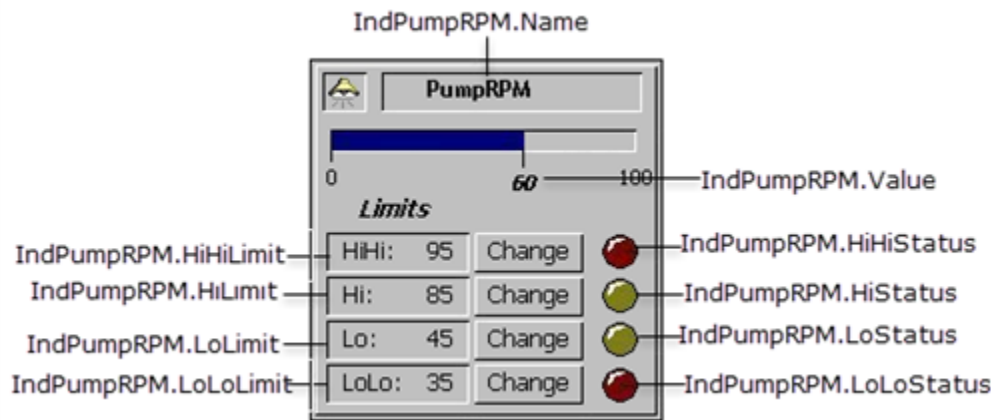 IndPumpRPM.Name
PumpRPM
0 60 100 IndPumpRPM.Value
Limits
IndPumpRPM.HiHiLimit HiHi: 95 Change IndPumpRPM.HiHiStatus
IndPumpRPM.HiLimit Hi: 85 Change IndPumpRPM.HiStatus
IndPumpRPM.LoLimit Lo: 45 Change IndPumpRPM.LoStatus
IndPumpRPM.LoLoLimit LoLo: 35 Change IndPumpRPM.LoLoStatus